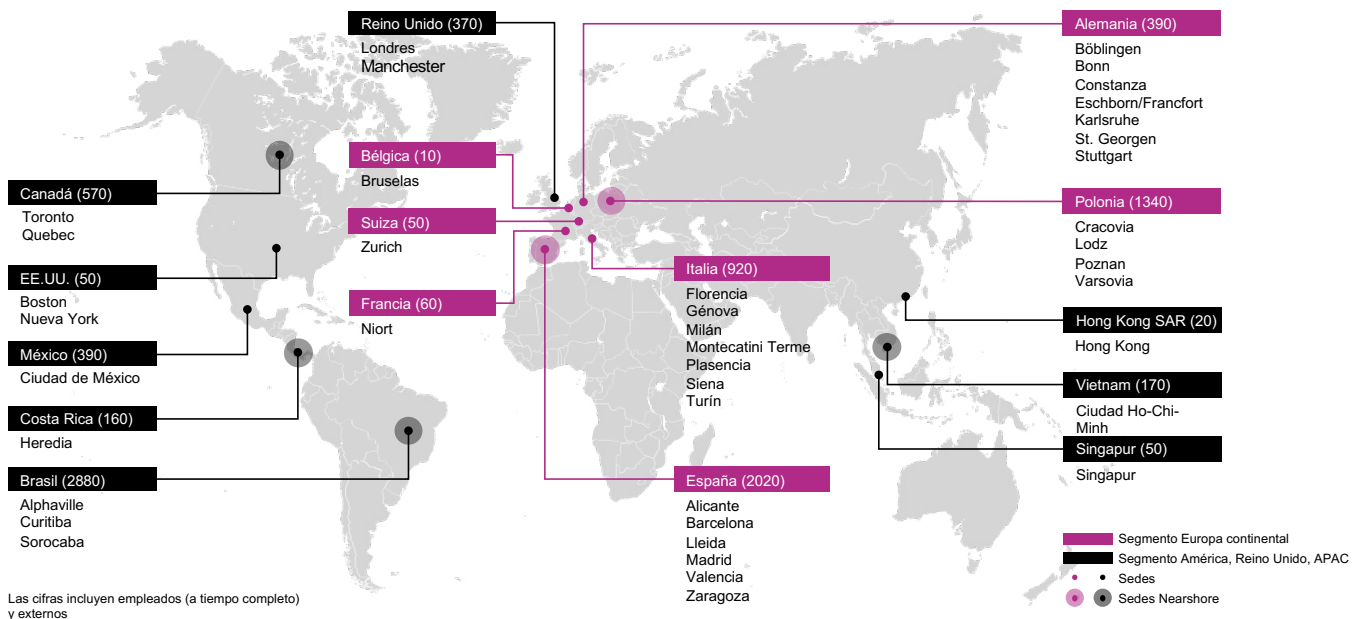 Reino Unido (370)
Londres
Manchester
Bélgica (10)
Bruselas
Suiza (50)
Zurich
Francia (60)
Niort
Canadá (570)
Toronto
Quebec
EE.UU. (50)
Boston
Nueva York
México (390)
Ciudad de México
Costa Rica (160)
Heredia
Brasil (2880)
Alphaville
Curitiba
Sorocaba
Italia (920)
Florencia
Génova
Milán
Montecatini Terme
Plasencia
Siena
Turín
España (2020)
Alicante
Barcelona
Lleida
Madrid
Valencia
Zaragoza
Alemania (390)
Böblingen
Bonn
Constanza
Eschborn/Francfort
Karlsruhe
St. Georgen
Stuttgart
Polonia (1340)
Cracovia
Lodz
Poznan
Varsovia
Hong Kong SAR (20)
Hong Kong
Vietnam (170)
Ciudad Ho-Chi-
Minh
Singapur (50)
Singapur
Segmento Europa continental
Segmento América, Reino Unido, APAC
Sedes
Sedes Nearshore
Las cifras incluyen empleados (a tiempo completo)
y externos